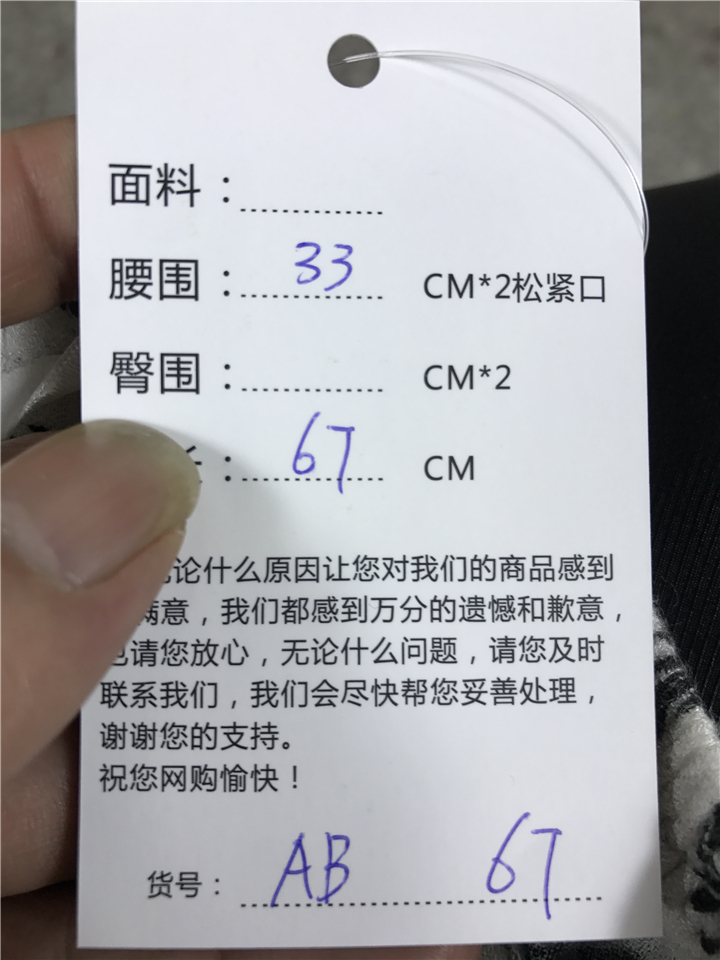 面料：
腰围：33 CM*2松紧口
臀围： CM*2
：67 CM
论什么原因让您对我们的商品感到
满意，我们都感到万分的遗憾和歉意，
请您放心，无论什么问题，请您及时
联系我们，我们会尽快帮您妥善处理，
谢谢您的支持。
祝您网购愉快！
货号：AB 67